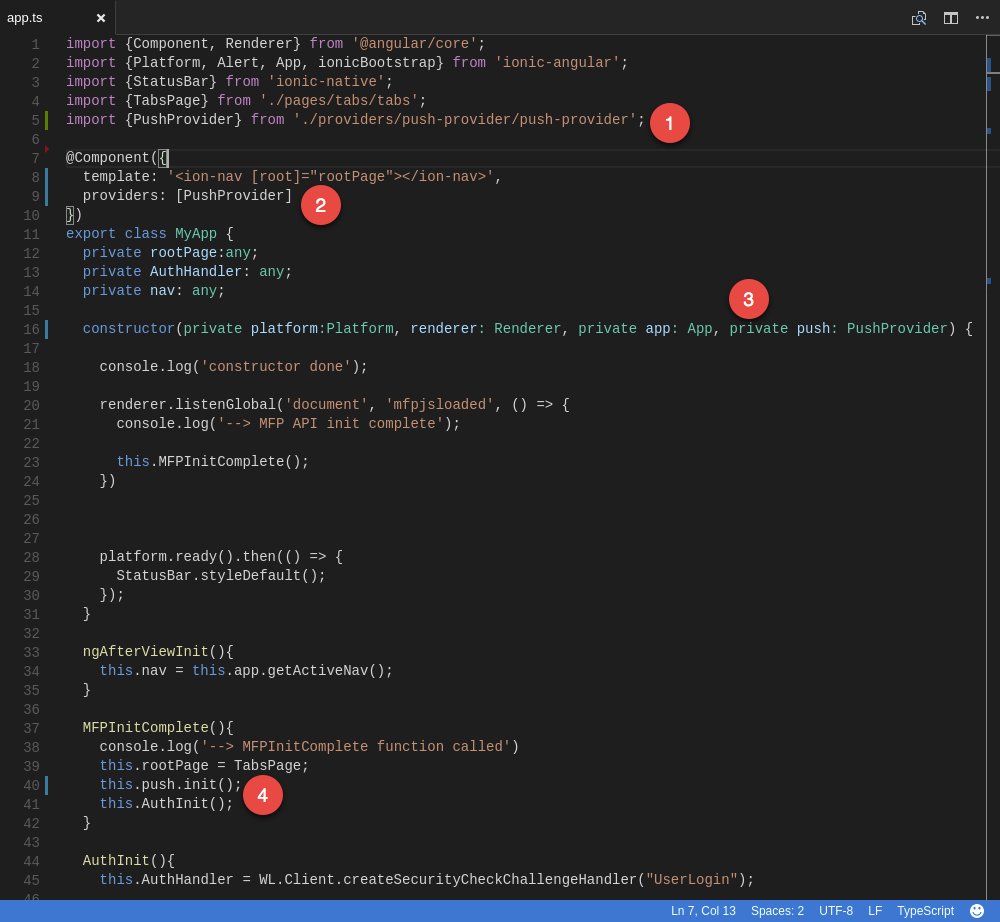 app.ts ×
1 import {Component, Renderer} from '@angular/core';
2 import {Platform, Alert, App, ionicBootstrap} from 'ionic-angular';
3 import {StatusBar} from 'ionic-native';
4 import {TabsPage} from './pages/tabs/tabs';
5 import {PushProvider} from './providers/push-provider/push-provider'; 1
6
7 @Component({
8   template: '<ion-nav [root]="rootPage"></ion-nav>',
9   providers: [PushProvider] 2
10 })
11 export class MyApp {
12   private rootPage:any;
13   private AuthHandler: any;
14   private nav: any;
15
3
16   constructor(private platform:Platform, renderer: Renderer, private app: App, private push: PushProvider) {
17
18     console.log('constructor done');
19
20     renderer.listenGlobal('document', 'mfpjsloaded', () => {
21       console.log('--> MFP API init complete');
22
23       this.MFPInitComplete();
24     })
25
26
27
28     platform.ready().then(() => {
29       StatusBar.styleDefault();
30     });
31   }
32
33   ngAfterViewInit(){
34     this.nav = this.app.getActiveNav();
35   }
36
37   MFPInitComplete(){
38     console.log('--> MFPInitComplete function called')
39     this.rootPage = TabsPage;
40     this.push.init(); 4
41     this.AuthInit();
42   }
43
44   AuthInit(){
45     this.AuthHandler = WL.Client.createSecurityCheckChallengeHandler("UserLogin");
46
Ln 7, Col 13 Spaces: 2 UTF-8 LF TypeScript